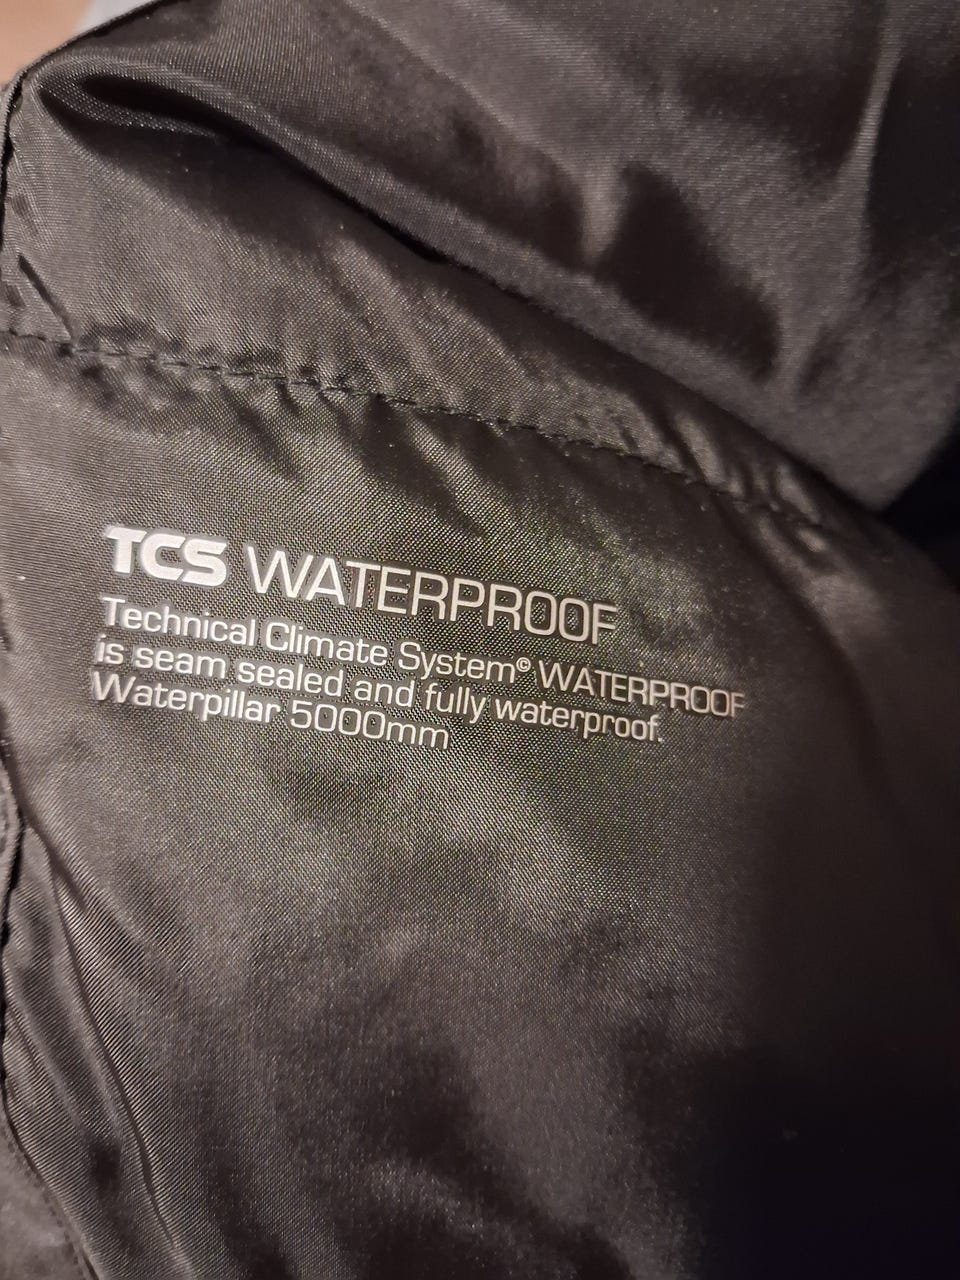 TCS WATERPROOF
Technical Climate System© WATERPROOF
is seam sealed and fully waterproof.
Waterpillar 5000mm